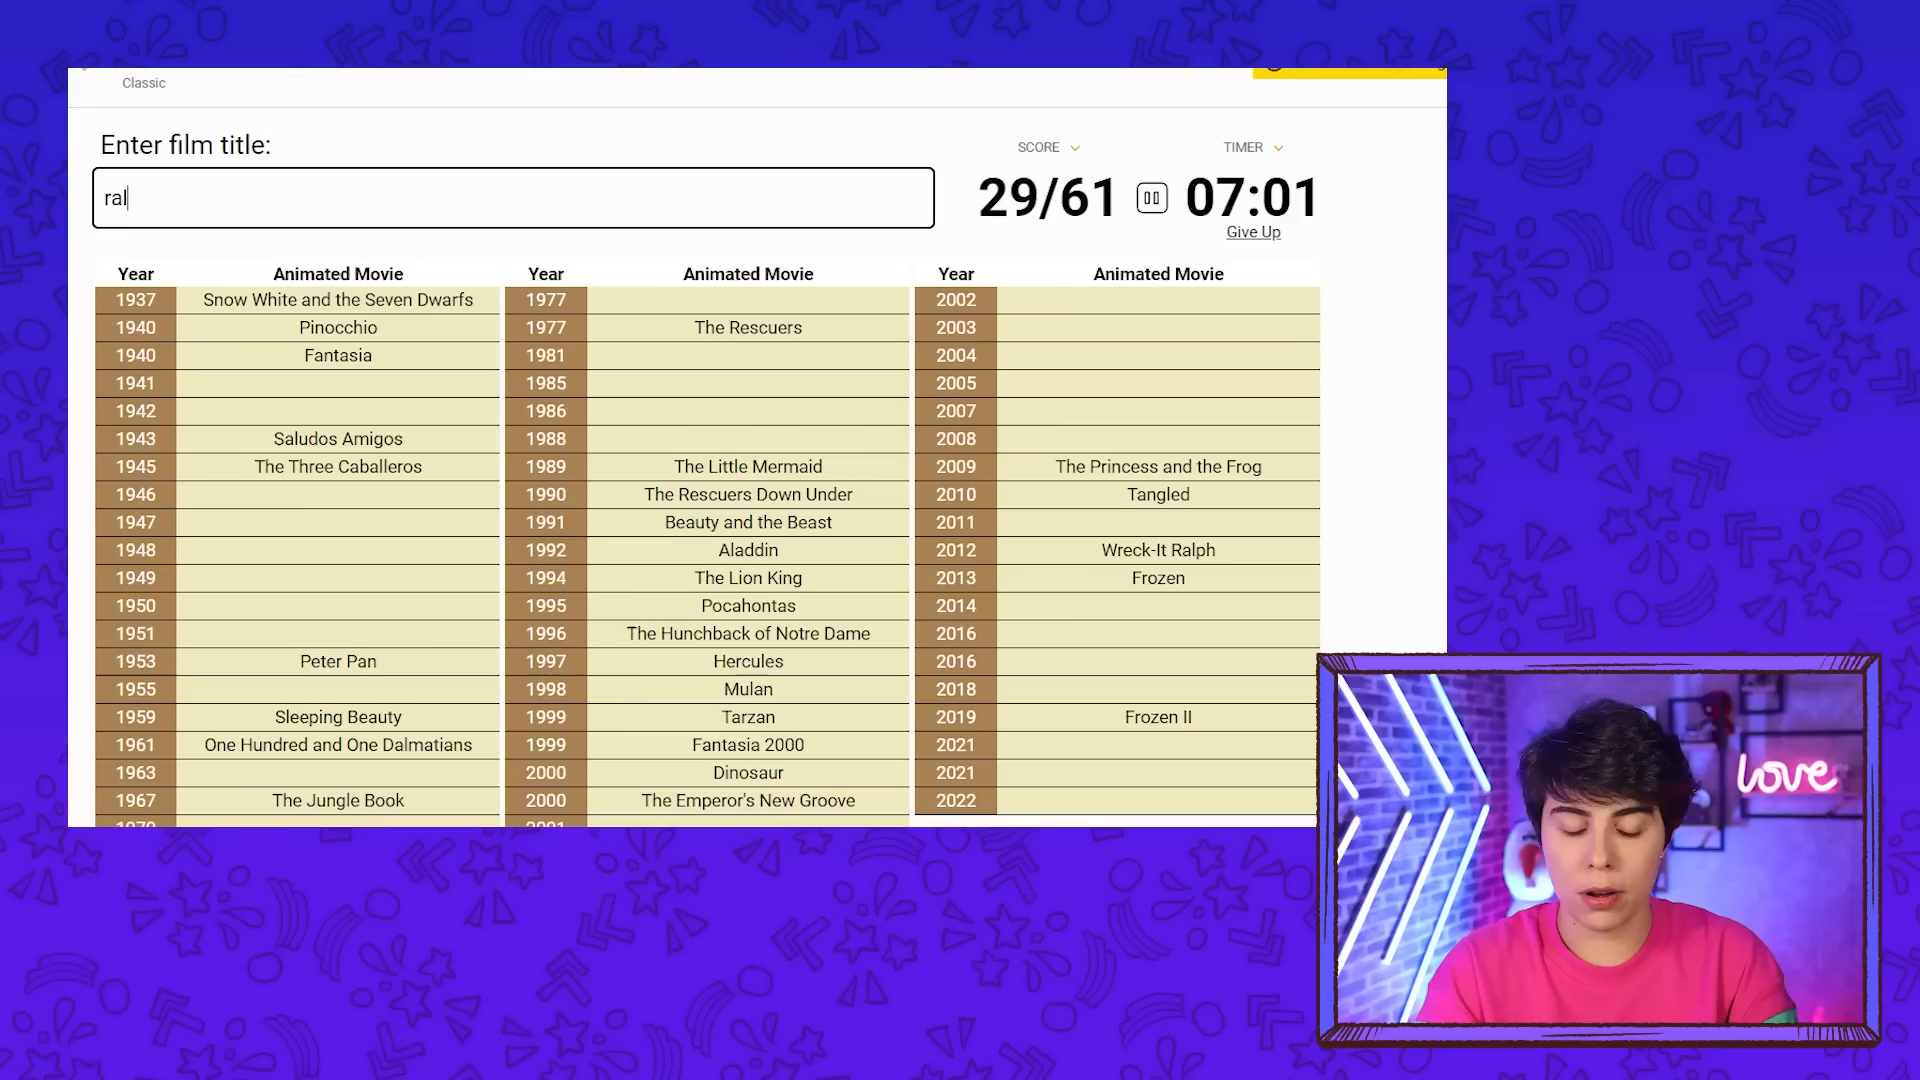 Classic
Enter film title:
ral
SCORE
TIMER
29/61
07:01
Give Up
Year Animated Movie Year Animated Movie Year Animated Movie
1937 Snow White and the Seven Dwarfs 1977 2002
1940 Pinocchio 1977 The Rescuers 2003
1940 Fantasia 1981 2004
1941 1985 2005
1942 1986 2007
1943 Saludos Amigos 1988 2008
1945 The Three Caballeros 1989 The Little Mermaid 2009 The Princess and the Frog
1946 1990 The Rescuers Down Under 2010 Tangled
1947 1991 Beauty and the Beast 2011
1948 1992 Aladdin 2012 Wreck-It Ralph
1949 1994 The Lion King 2013 Frozen
1950 1995 Pocahontas 2014
1951 1996 The Hunchback of Notre Dame 2016
1953 Peter Pan 1997 Hercules 2016
1955 1998 Mulan 2018
1959 Sleeping Beauty 1999 Tarzan 2019 Frozen II
1961 One Hundred and One Dalmatians 1999 Fantasia 2000 2021
1963 2000 Dinosaur 2021
1967 The Jungle Book 2000 The Emperor's New Groove 2022
love